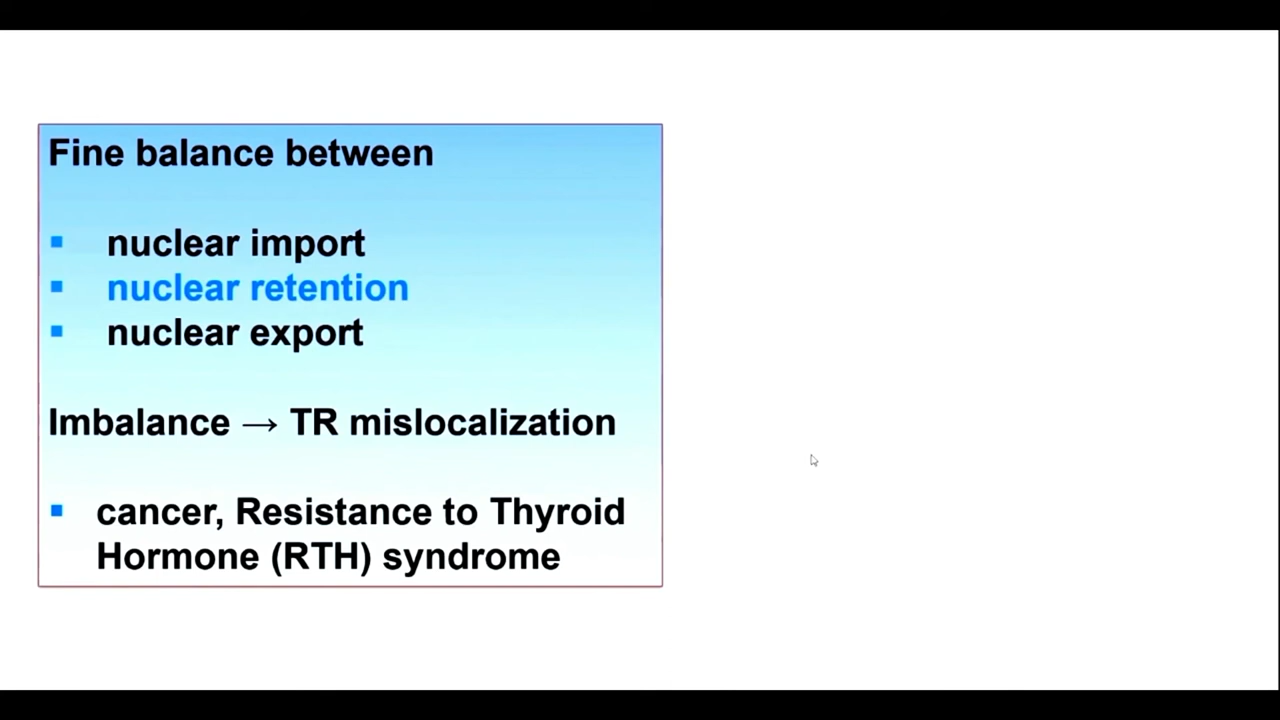 Fine balance between
▪ nuclear import
▪ nuclear retention
▪ nuclear export
Imbalance → TR mislocalization
▪ cancer, Resistance to Thyroid
Hormone (RTH) syndrome